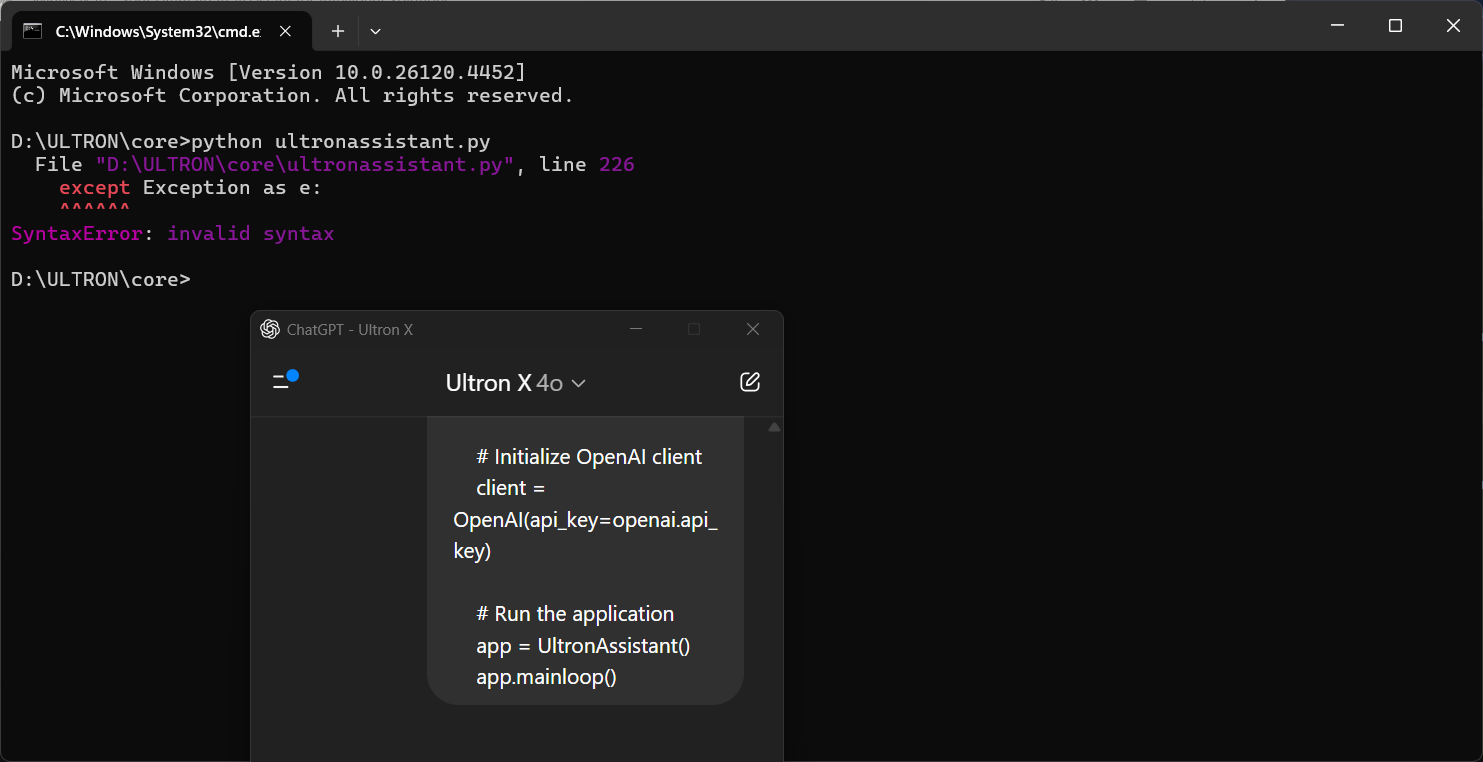 C:\Windows\System32\cmd.e
Microsoft Windows [Version 10.0.26120.4452]
(c) Microsoft Corporation. All rights reserved.
D:\ULTRON\core>python ultronassistant.py
File "D:\ULTRON\core\ultronassistant.py", line 226
except Exception as e:
^^^^^^
SyntaxError: invalid syntax
D:\ULTRON\core>
ChatGPT - Ultron X
Ultron X 4o
# Initialize OpenAI client
client =
OpenAI(api_key=openai.api_
key)
# Run the application
app = UltronAssistant()
app.mainloop()